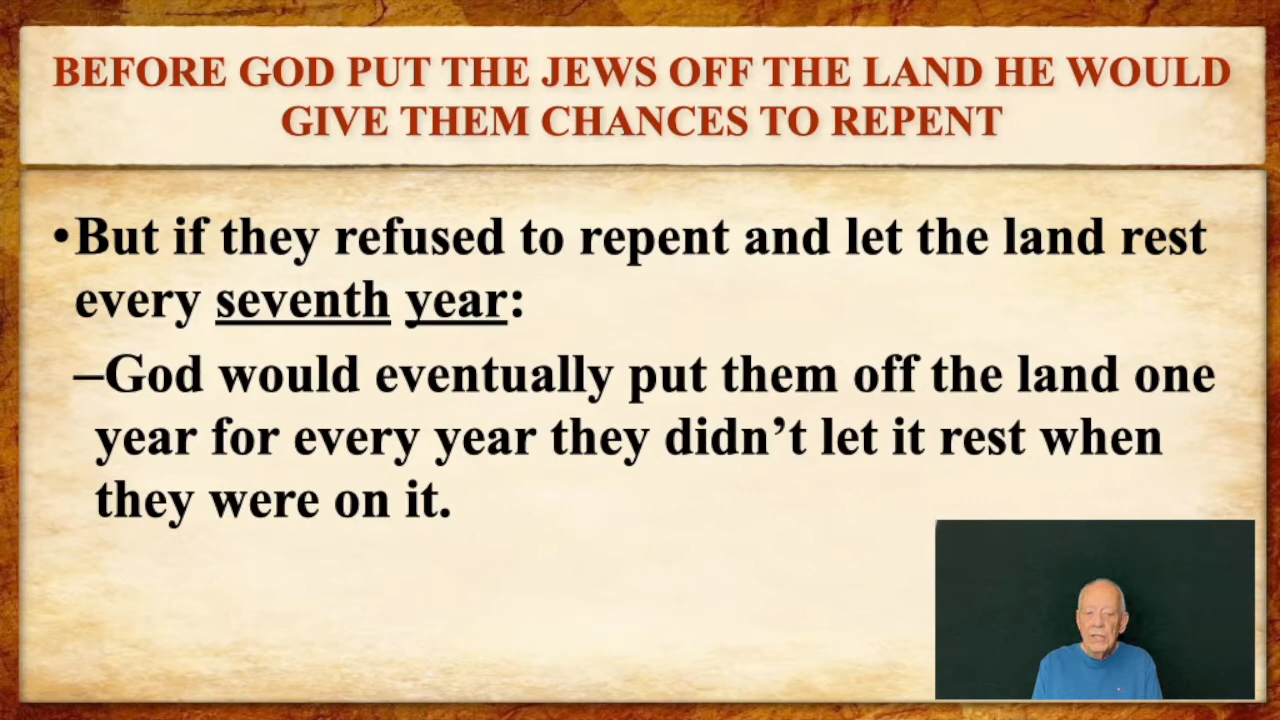 BEFORE GOD PUT THE JEWS OFF THE LAND HE WOULD
GIVE THEM CHANCES TO REPENT
•But if they refused to repent and let the land rest
every seventh year:
–God would eventually put them off the land one
year for every year they didn’t let it rest when
they were on it.